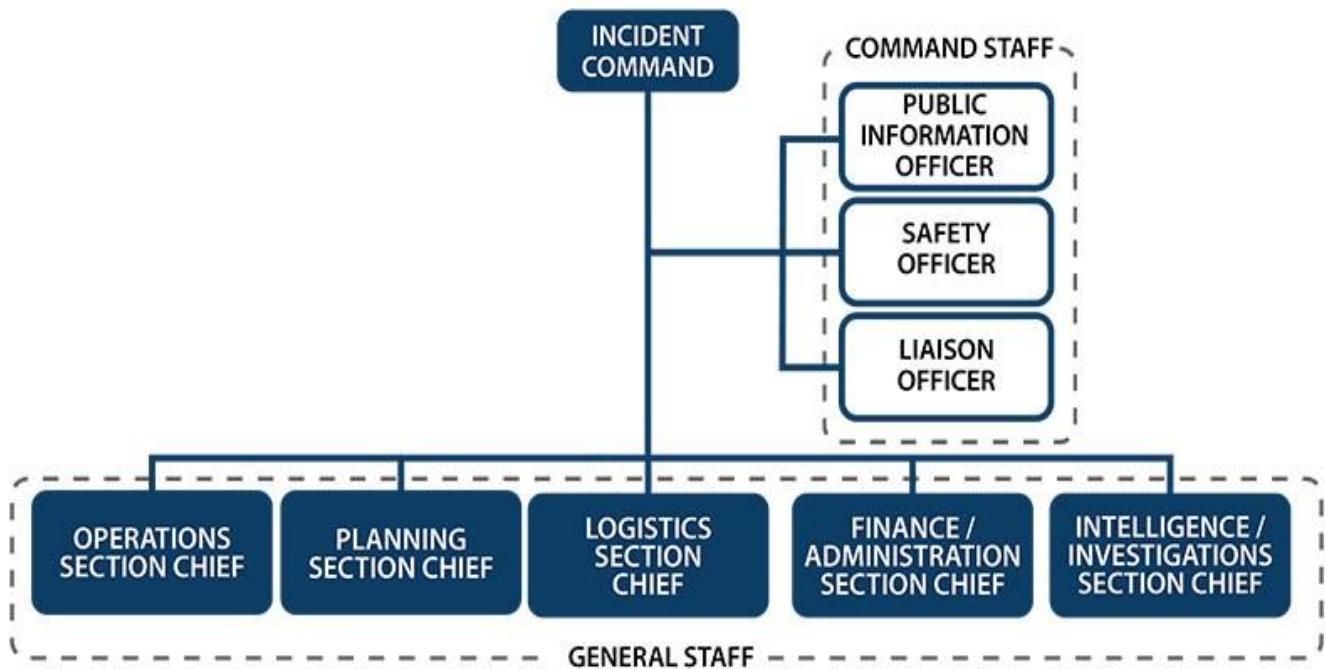 INCIDENT
COMMAND
COMMAND STAFF
PUBLIC
INFORMATION
OFFICER
SAFETY
OFFICER
LIAISON
OFFICER
OPERATIONS
SECTION CHIEF
PLANNING
SECTION CHIEF
LOGISTICS
SECTION
CHIEF
FINANCE /
ADMINISTRATION
SECTION CHIEF
INTELLIGENCE /
INVESTIGATIONS
SECTION CHIEF
GENERAL STAFF